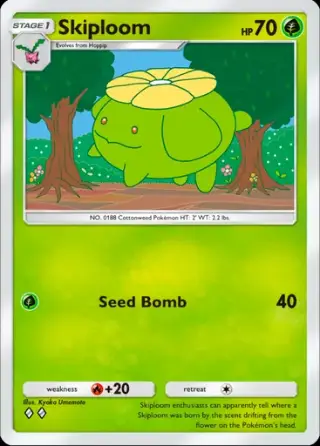 STAGE 1 Skiploom HP 70
Evolves from Hoppip
NO. 0188 Cottonweed Pokémon HT: 2' WT: 2.2 lbs.
Seed Bomb 40
weakness +20 retreat
Illus. Kyoko Umemoto
Skiploom enthusiasts can apparently tell where a
Skiploom was born by the scent drifting from the
flower on the Pokémon's head.